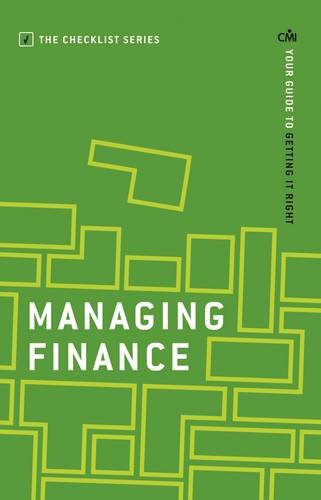 THE CHECKLIST SERIES
CMI
YOUR GUIDE TO GETTING IT RIGHT
MANAGING
FINANCE